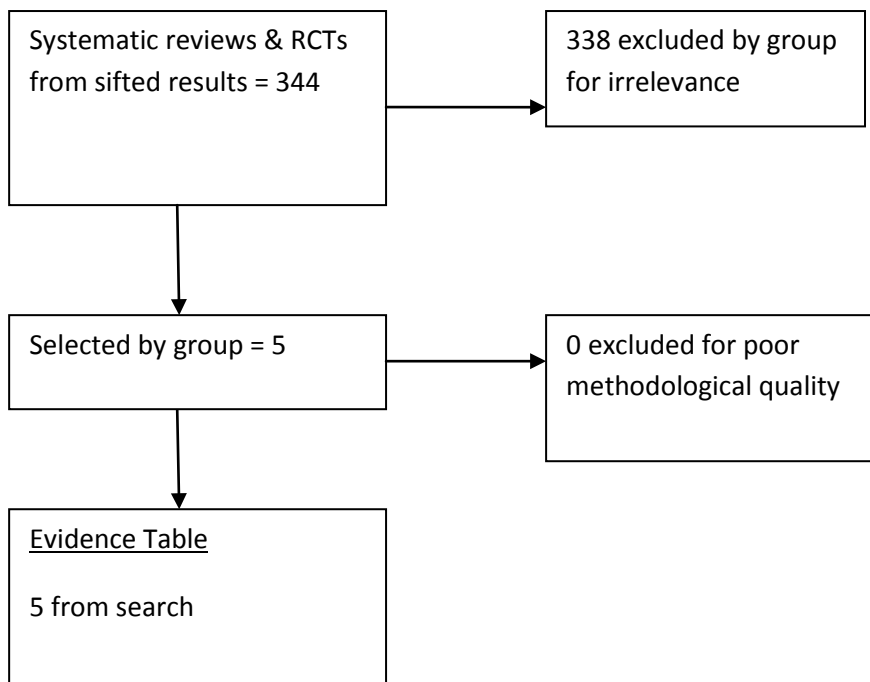 Systematic reviews & RCTs
from sifted results = 344
338 excluded by group
for irrelevance
Selected by group = 5
0 excluded for poor
methodological quality
Evidence Table
5 from search